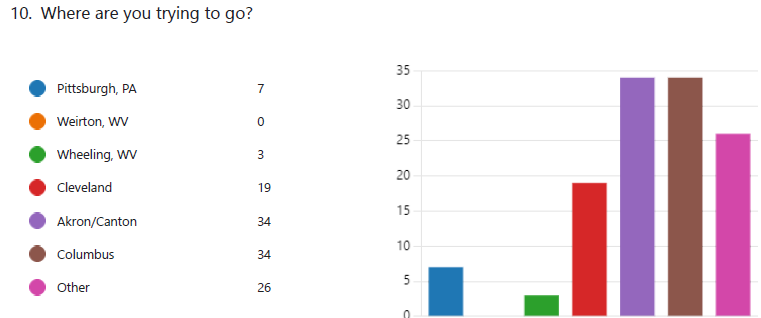 10. Where are you trying to go?
Pittsburgh, PA 7
Weirton, WV 0
Wheeling, WV 3
Cleveland 19
Akron/Canton 34
Columbus 34
Other 26
35
30
25
20
15
10
5
0